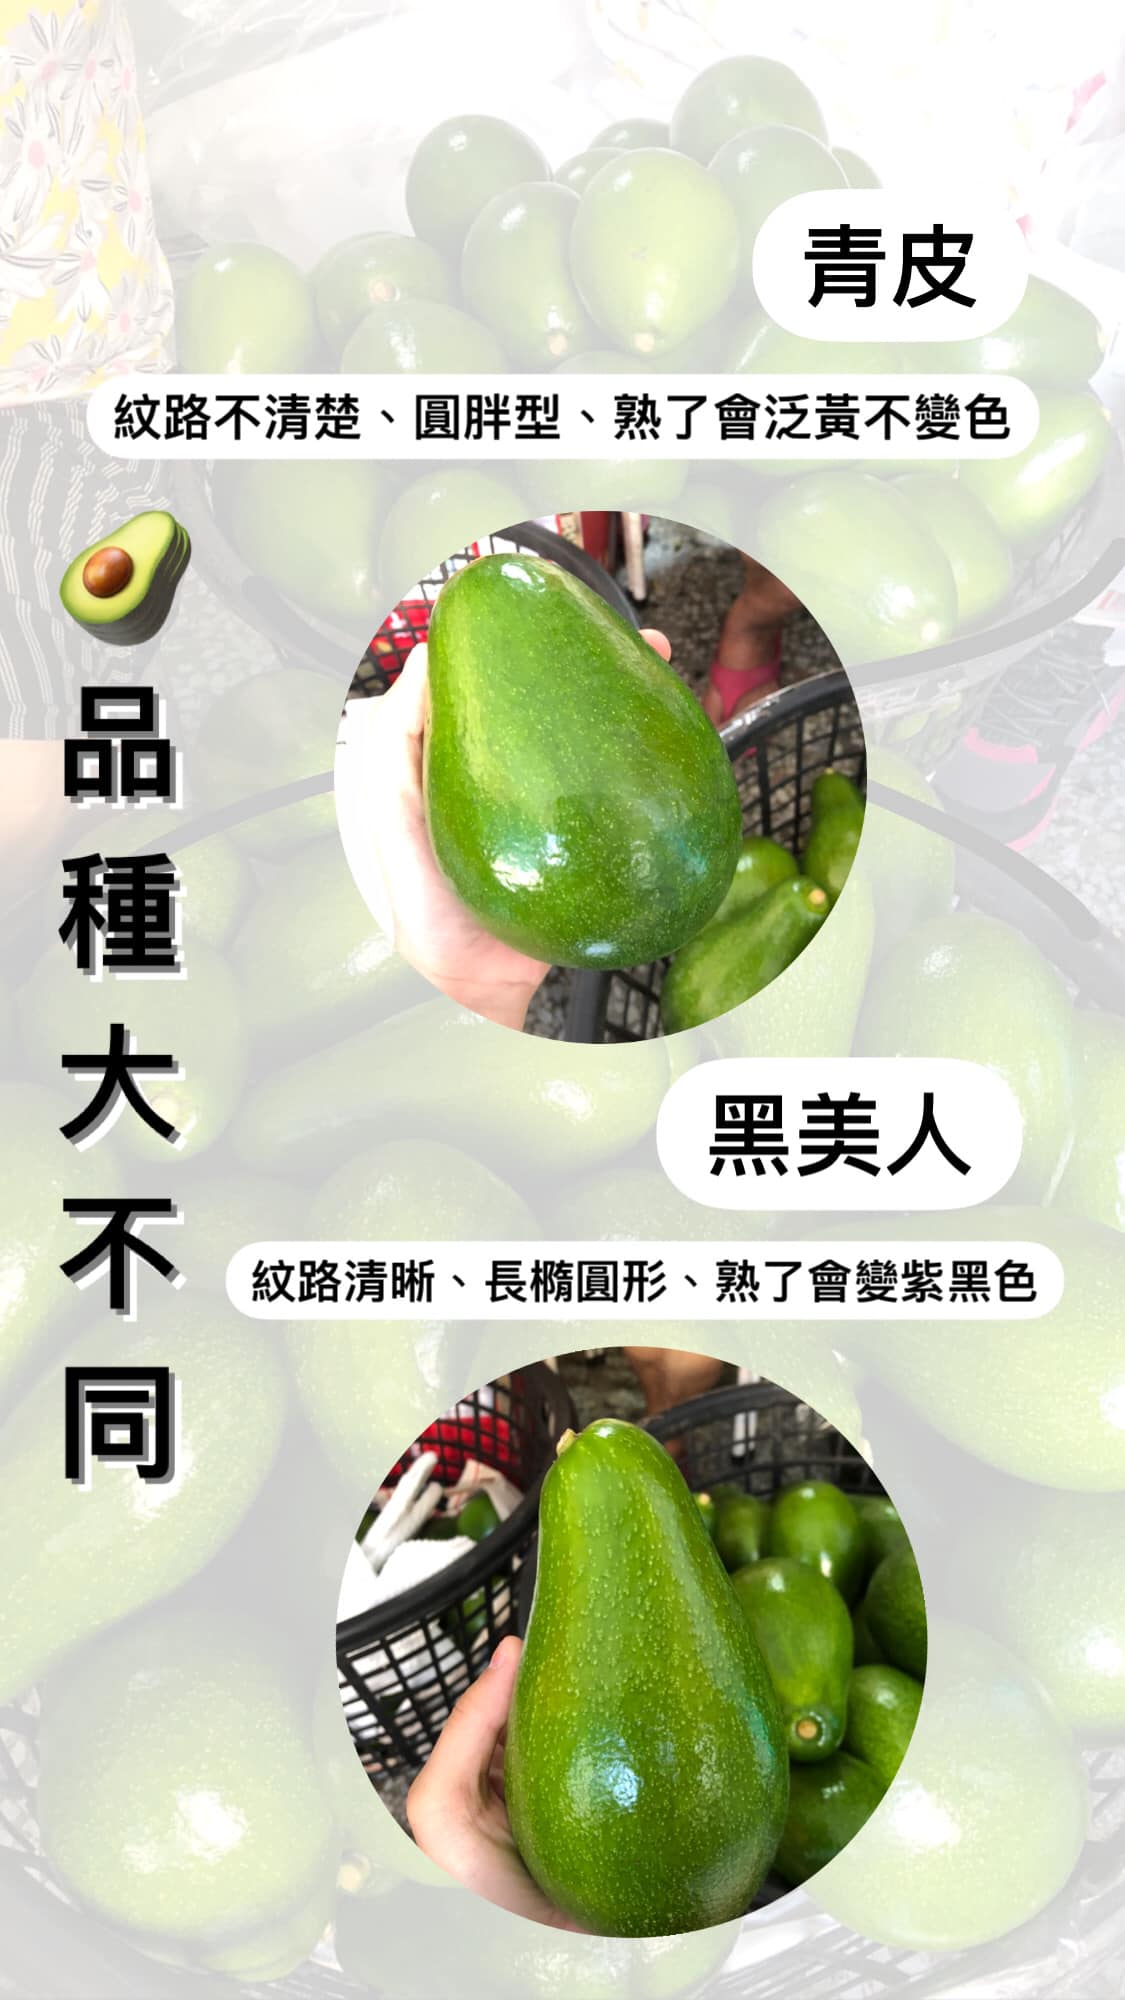 青皮
紋路不清楚、圓胖型、熟了會泛黃不變色
品種大不同
黑美人
紋路清晰、長橢圓形、熟了會變紫黑色